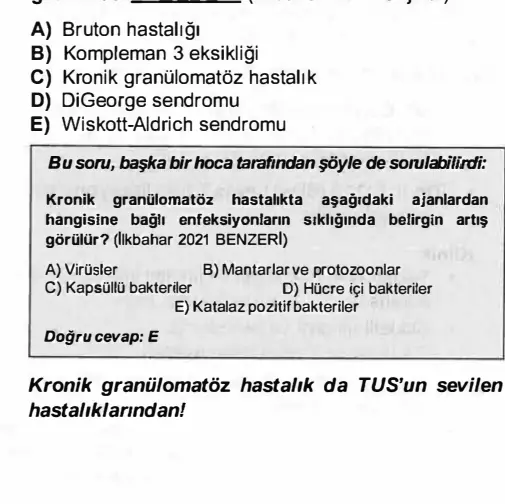 A) Bruton hastalığı
B) Kompleman 3 eksikliği
C) Kronik granülomatöz hastalık
D) DiGeorge sendromu
E) Wiskott-Aldrich sendromu
Bu soru, başka bir hoca tarafından şöyle de sorulabilirdi:
Kronik granülomatöz hastalıkta aşağıdaki ajanlardan
hangisine bağlı enfeksiyonların sıklığında belirgin artış
görülür? (İlkbahar 2021 BENZERİ)
A) Virüsler B) Mantarlar ve protozoonlar
C) Kapsüllü bakteriler D) Hücre içi bakteriler
E) Katalaz pozitif bakteriler
Doğru cevap: E
Kronik granülomatöz hastalık da TUS'un sevilen
hastalıklarından!